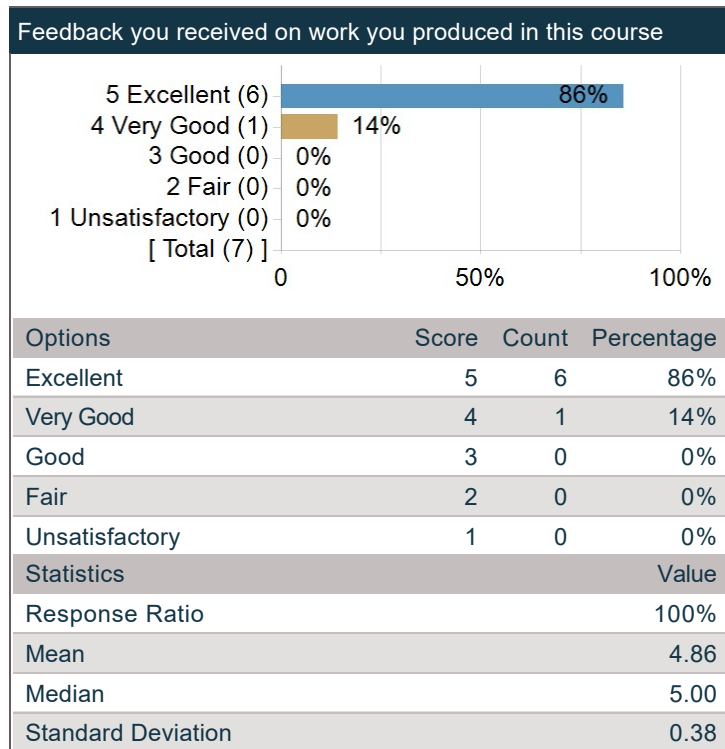 Feedback you received on work you produced in this course
5 Excellent (6) 86%
4 Very Good (1) 14%
3 Good (0) 0%
2 Fair (0) 0%
1 Unsatisfactory (0) 0%
[ Total (7) ]
0 50% 100%
Options Score Count Percentage
Excellent 5 6 86%
Very Good 4 1 14%
Good 3 0 0%
Fair 2 0 0%
Unsatisfactory 1 0 0%
Statistics Value
Response Ratio 100%
Mean 4.86
Median 5.00
Standard Deviation 0.38